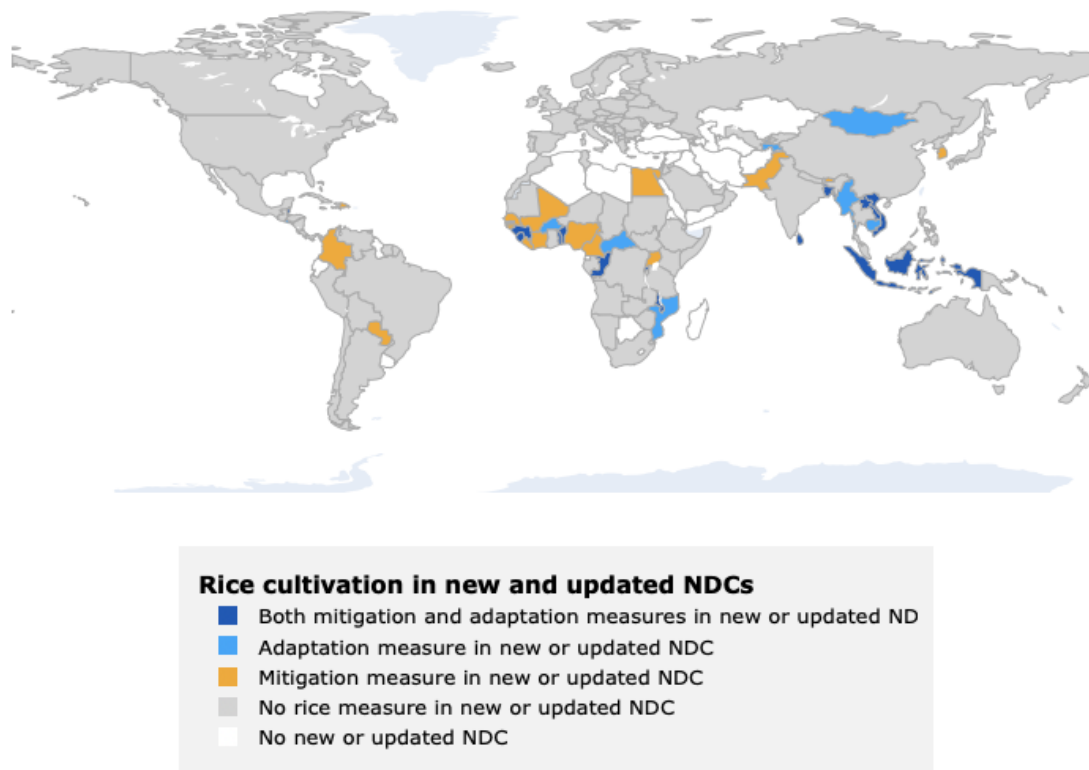 Rice cultivation in new and updated NDCs
Both mitigation and adaptation measures in new or updated ND
Adaptation measure in new or updated NDC
Mitigation measure in new or updated NDC
No rice measure in new or updated NDC
No new or updated NDC